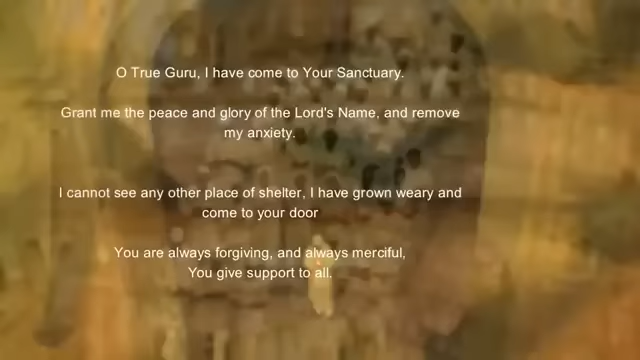 O True Guru, I have come to Your Sanctuary.
Grant me the peace and glory of the Lord's Name, and remove
my anxiety.
I cannot see any other place of shelter, I have grown weary and
come to your door
You are always forgiving, and always merciful,
You give support to all.